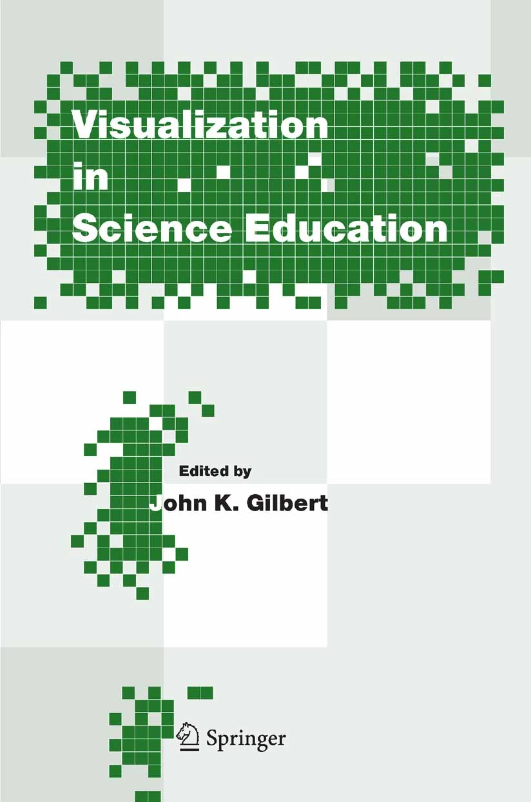 Visualization
in
Science Education
Edited by
John K. Gilbert
Springer